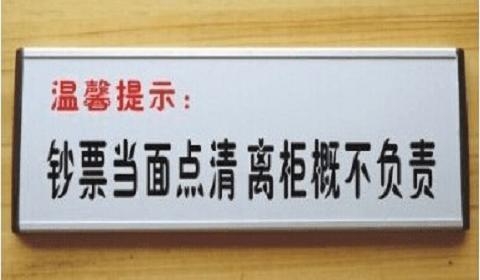 温馨提示：
钞票当面点清 离柜概不负责